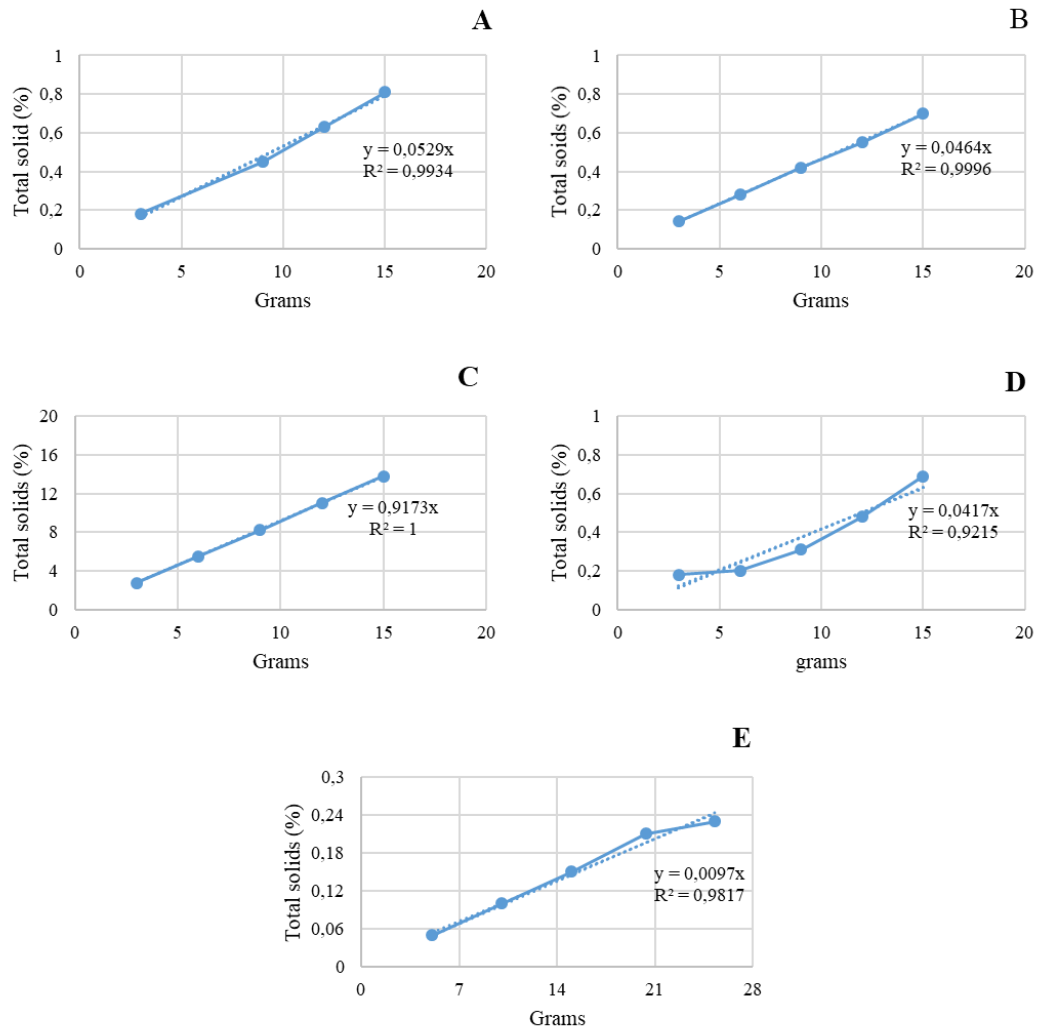 A
Total solid (%)
1
0,8
0,6
0,4
0,2
0
0 5 10 15 20
Grams
y = 0,0529x
R² = 0,9934
B
Total soids (%)
1
0,8
0,6
0,4
0,2
0
0 5 10 15 20
Grams
y = 0,0464x
R² = 0,9996
C
Total solids (%)
20
16
12
8
4
0
0 5 10 15 20
Grams
y = 0,9173x
R² = 1
D
Total solids (%)
1
0,8
0,6
0,4
0,2
0
0 5 10 15 20
grams
y = 0,0417x
R² = 0,9215
E
Total solids (%)
0,3
0,24
0,18
0,12
0,06
0
0 7 14 21 28
Grams
y = 0,0097x
R² = 0,9817